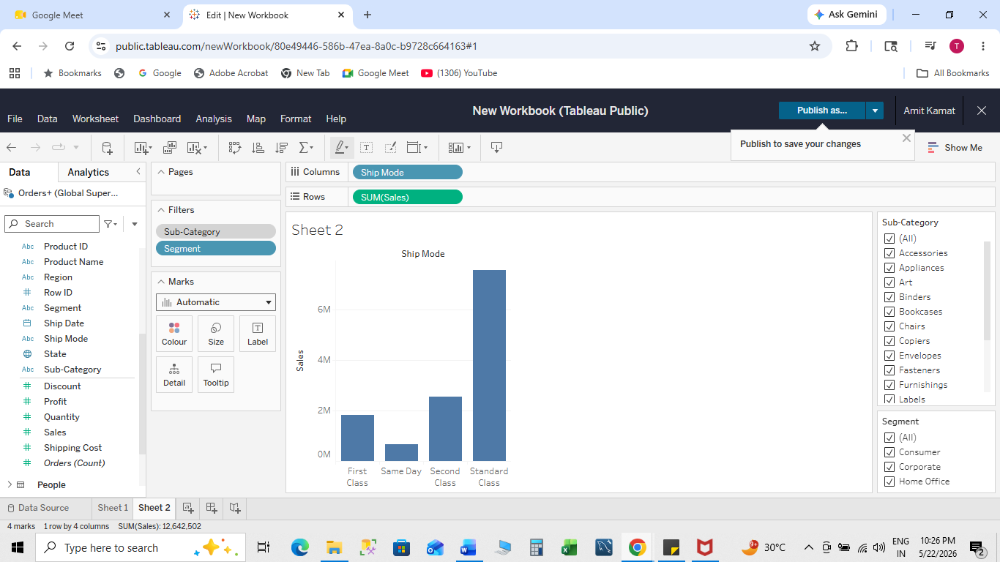 Google Meet
Edit | New Workbook
Ask Gemini
public.tableau.com/newWorkbook/80e49446-586b-47ea-8a0c-b9728c664163#1
T
Bookmarks
Google
Adobe Acrobat
New Tab
Google Meet
(1306) YouTube
All Bookmarks
File Data Worksheet Dashboard Analysis Map Format Help
New Workbook (Tableau Public)
Publish as...
Amit Kamat
Publish to save your changes
Show Me
Data
Analytics
Orders+ (Global Super...
Search
Abc Product ID
Abc Product Name
Abc Region
Row ID
Abc Segment
Ship Date
Abc Ship Mode
State
Abc Sub-Category
Discount
Profit
Quantity
Sales
Shipping Cost
Orders (Count)
People
Pages
Filters
Sub-Category
Segment
Marks
Automatic
Colour
Size
Label
Detail
Tooltip
Columns
Ship Mode
Rows
SUM(Sales)
Sheet 2
Ship Mode
6M
4M
2M
0M
Sales
First Class
Same Day
Second Class
Standard Class
Sub-Category
(All)
Accessories
Appliances
Art
Binders
Bookcases
Chairs
Copiers
Envelopes
Fasteners
Furnishings
Labels
Segment
(All)
Consumer
Corporate
Home Office
Data Source
Sheet 1
Sheet 2
4 marks 1 row by 4 columns SUM(Sales): 12,642,502
Type here to search
9+
30°C
ENG
IN
10:26 PM
5/22/2026
2